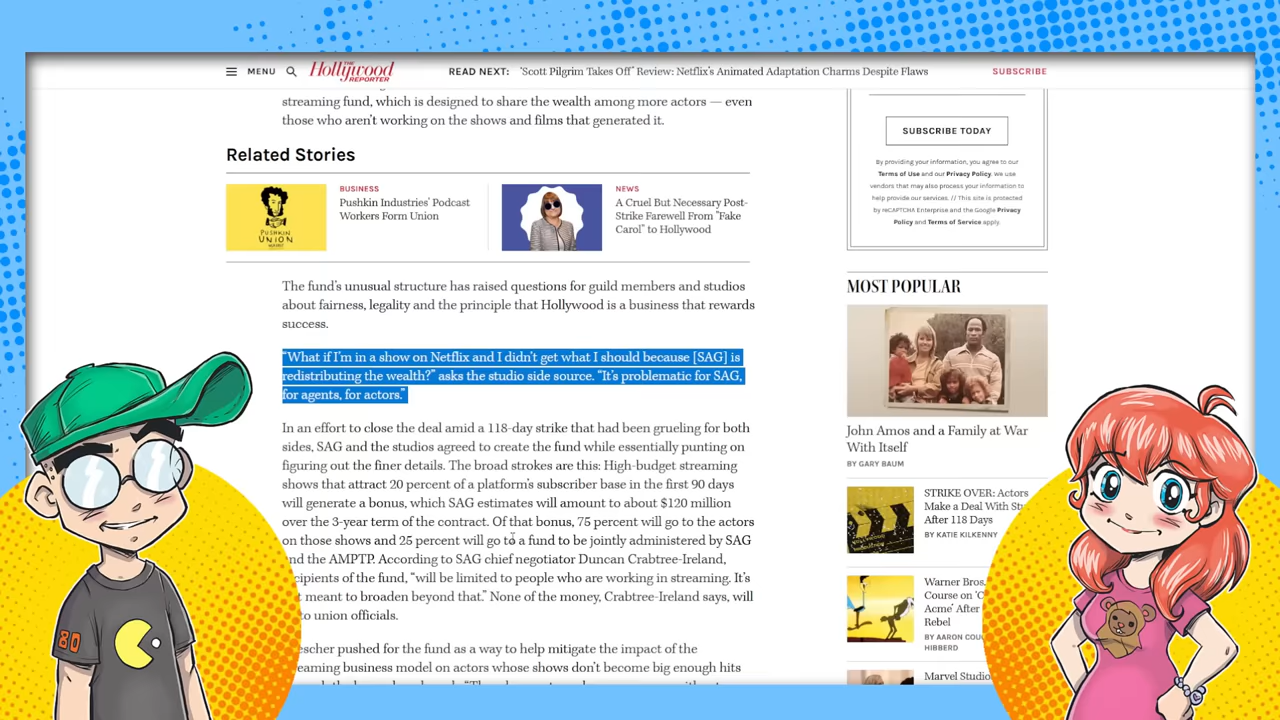 MENU
THE
Hollywood
REPORTER
READ NEXT: 'Scott Pilgrim Takes Off' Review: Netflix's Animated Adaptation Charms Despite Flaws
SUBSCRIBE
streaming fund, which is designed to share the wealth among more actors — even
those who aren't working on the shows and films that generated it.
Related Stories
PUSHKIN
UNION
BUSINESS
Pushkin Industries' Podcast
Workers Form Union
NEWS
A Cruel But Necessary Post-
Strike Farewell From "Fake
Carol" to Hollywood
The fund's unusual structure has raised questions for guild members and studios
about fairness, legality and the principle that Hollywood is a business that rewards
success.
"What if I'm in a show on Netflix and I didn't get what I should because [SAG] is
redistributing the wealth?" asks the studio side source. "It's problematic for SAG,
for agents, for actors."
In an effort to close the deal amid a 118-day strike that had been grueling for both
sides, SAG and the studios agreed to create the fund while essentially punting on
figuring out the finer details. The broad strokes are this: High-budget streaming
shows that attract 20 percent of a platform's subscriber base in the first 90 days
will generate a bonus, which SAG estimates will amount to about $120 million
over the 3-year term of the contract. Of that bonus, 75 percent will go to the actors
on those shows and 25 percent will go to a fund to be jointly administered by SAG
and the AMPTP. According to SAG chief negotiator Duncan Crabtree-Ireland,
cipients of the fund, "will be limited to people who are working in streaming. It's
t meant to broaden beyond that." None of the money, Crabtree-Ireland says, will
to union officials.
escher pushed for the fund as a way to help mitigate the impact of the
eaming business model on actors whose shows don't become big enough hits
SUBSCRIBE TODAY
By providing your information, you agree to our
Terms of Use and our Privacy Policy. We use
vendors that may also process your information to
help provide our services. // This site is protected
by reCAPTCHA Enterprise and the Google Privacy
Policy and Terms of Service apply.
MOST POPULAR
John Amos and a Family at War
With Itself
BY GARY BAUM
STRIKE OVER: Actors
Make a Deal With St
After 118 Days
BY KATIE KILKENNY
Warner Bros.
Course on 'C
Acme' After
Rebel
BY AARON COU
HIBBERD
Marvel Studio
80